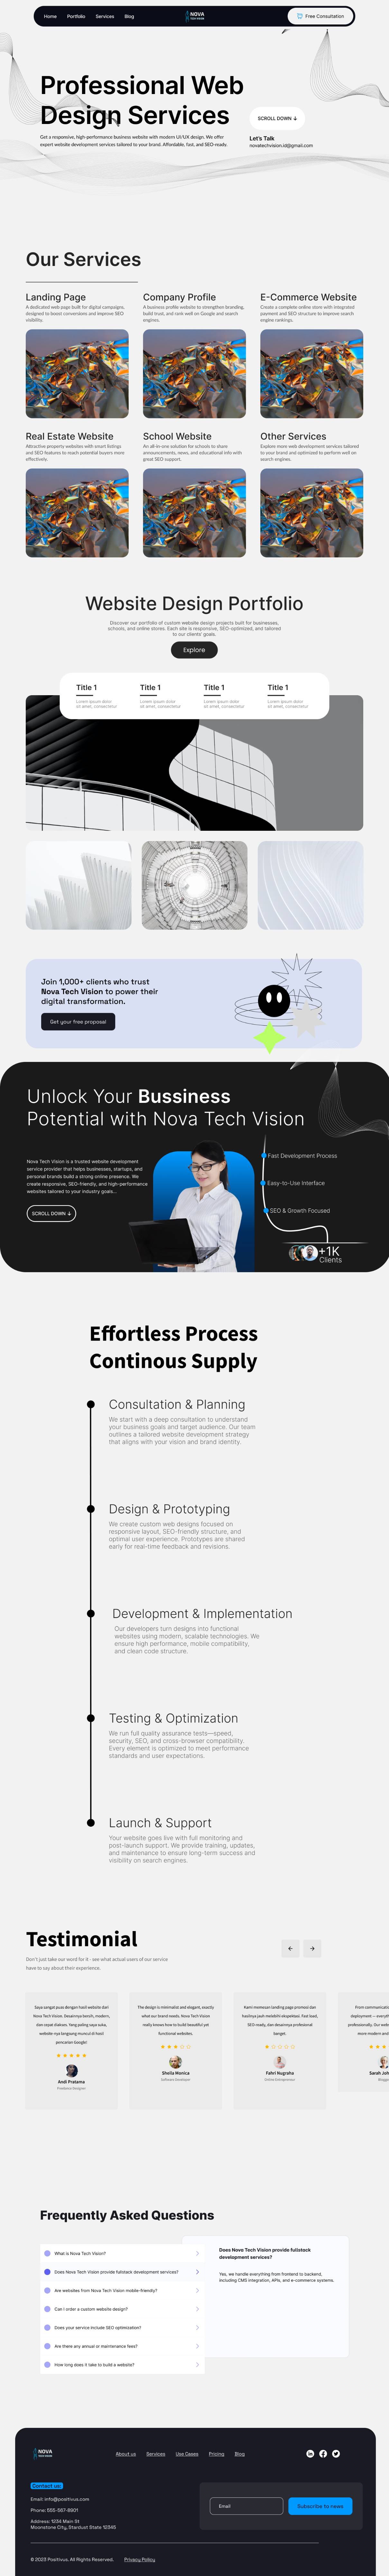 Home Portfolio Services Blog
NOVA
TECH VISION
Free Consultation
Professional Web
Design Services
Get a responsive, high-performance business website with modern UI/UX design. We offer
expert website development services tailored to your brand. Affordable, fast, and SEO-ready.
SCROLL DOWN ↓
Let's Talk
novatechvision.id@gmail.com
Our Services
Landing Page
A dedicated web page built for digital campaigns,
designed to boost conversions and improve SEO
visibility.
Company Profile
A business profile website to strengthen branding,
build trust, and rank well on Google and search
engines.
E-Commerce Website
Create a complete online store with integrated
payment and SEO structure to improve search
engine rankings.
Real Estate Website
Attractive property websites with smart listings
and SEO features to reach potential buyers more
effectively.
School Website
An all-in-one solution for schools to share
announcements, news, and educational info with
great SEO support.
Other Services
Explore more web development services tailored
to your brand and optimized to perform well on
search engines.
Website Design Portfolio
Discover our portfolio of custom website design projects built for businesses,
schools, and online stores. Each site is responsive, SEO-optimized, and tailored
to our clients' goals.
Explore
Title 1
Lorem ipsum dolo
sit amet, consectetur
Title 1
Lorem ipsum dolo
sit amet, consectetur
Title 1
Lorem ipsum dolo
sit amet, consectetur
Title 1
Lorem ipsum dolo
sit amet, consectetur
Join 1,000+ clients who trust
Nova Tech Vision to power their
digital transformation.
Get your free proposal
Unlock Your Bussiness
Potential with Nova Tech Vision
Nova Tech Vision is a trusted website development
service provider that helps businesses, startups, and
personal brands build a strong online presence. We
create responsive, SEO-friendly, and high-performance
websites tailored to your industry goals...
SCROLL DOWN ↓
Fast Development Process
Easy-to-Use Interface
SEO & Growth Focused
+1K
Clients
Effortless Process
Continous Supply
Consultation & Planning
We start with a deep consultation to understand
your business goals and target audience. Our team
outlines a tailored website development strategy
that aligns with your vision and brand identity.
Design & Prototyping
We create custom web designs focused on
responsive layout, SEO-friendly structure, and
optimal user experience. Prototypes are shared
early for real-time feedback and revisions.
Development & Implementation
Our developers turn designs into functional
websites using modern, scalable technologies. We
ensure high performance, mobile compatibility,
and clean code structure.
Testing & Optimization
We run full quality assurance tests—speed,
security, SEO, and cross-browser compatibility.
Every element is optimized to meet performance
standards and user expectations.
Launch & Support
Your website goes live with full monitoring and
post-launch support. We provide training, updates,
and maintenance to ensure long-term success and
visibility on search engines.
Testimonial
Don't just take our word for it - see what actual users of our service
have to say about their experience.
Saya sangat puas dengan hasil website dari
Nova Tech Vision. Desainnya bersih, modern,
dan cepat diakses. Yang paling saya suka,
website-nya langsung muncul di hasil
pencarian Google!
Andi Pratama
Freelance Designer
The design is minimalist and elegant, exactly
what our brand needs. Nova Tech Vision
really knows how to build beautiful yet
functional websites.
Sheila Monica
Software Developer
Kami memesan landing page promosi dan
hasilnya jauh melebihi ekspektasi. Fast load,
SEO-ready, dan desainnya profesional
banget.
Fahri Nugraha
Online Entrepreneur
From communicatio
deployment — everyth
professionally. Our webs
more modern and
Sarah Joh
Blogge
Frequently Asked Questions
What is Nova Tech Vision?
Does Nova Tech Vision provide fullstack development services?
Are websites from Nova Tech Vision mobile-friendly?
Can I order a custom website design?
Does your service include SEO optimization?
Are there any annual or maintenance fees?
How long does it take to build a website?
Does Nova Tech Vision provide fullstack
development services?
Yes, we handle everything from frontend to backend,
including CMS integration, APIs, and e-commerce systems.
NOVA
TECH VISION
About us Services Use Cases Pricing Blog
Contact us:
Email: info@positivus.com
Phone: 555-567-8901
Address: 1234 Main St
Moonstone City, Stardust State 12345
Email
Subscribe to news
© 2023 Positivus. All Rights Reserved.
Privacy Policy